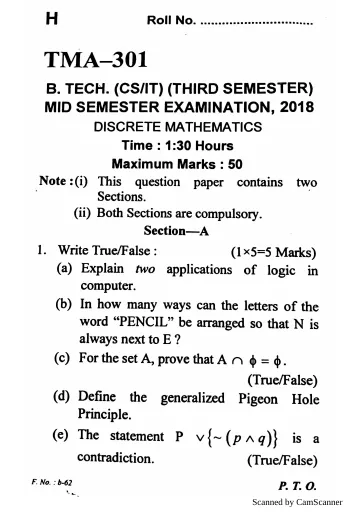 H Roll No. ................................
TMA–301
B. TECH. (CS/IT) (THIRD SEMESTER)
MID SEMESTER EXAMINATION, 2018
DISCRETE MATHEMATICS
Time : 1:30 Hours
Maximum Marks : 50
Note :(i) This question paper contains two
Sections.
(ii) Both Sections are compulsory.
Section—A
1. Write True/False : (1×5=5 Marks)
(a) Explain two applications of logic in
computer.
(b) In how many ways can the letters of the
word “PENCIL” be arranged so that N is
always next to E ?
(c) For the set A, prove that A ∩ ϕ = ϕ.
(True/False)
(d) Define the generalized Pigeon Hole
Principle.
(e) The statement P ∨{~(p ∧ q)} is a
contradiction. (True/False)
F. No. : b-62 P. T. O.
Scanned by CamScanner